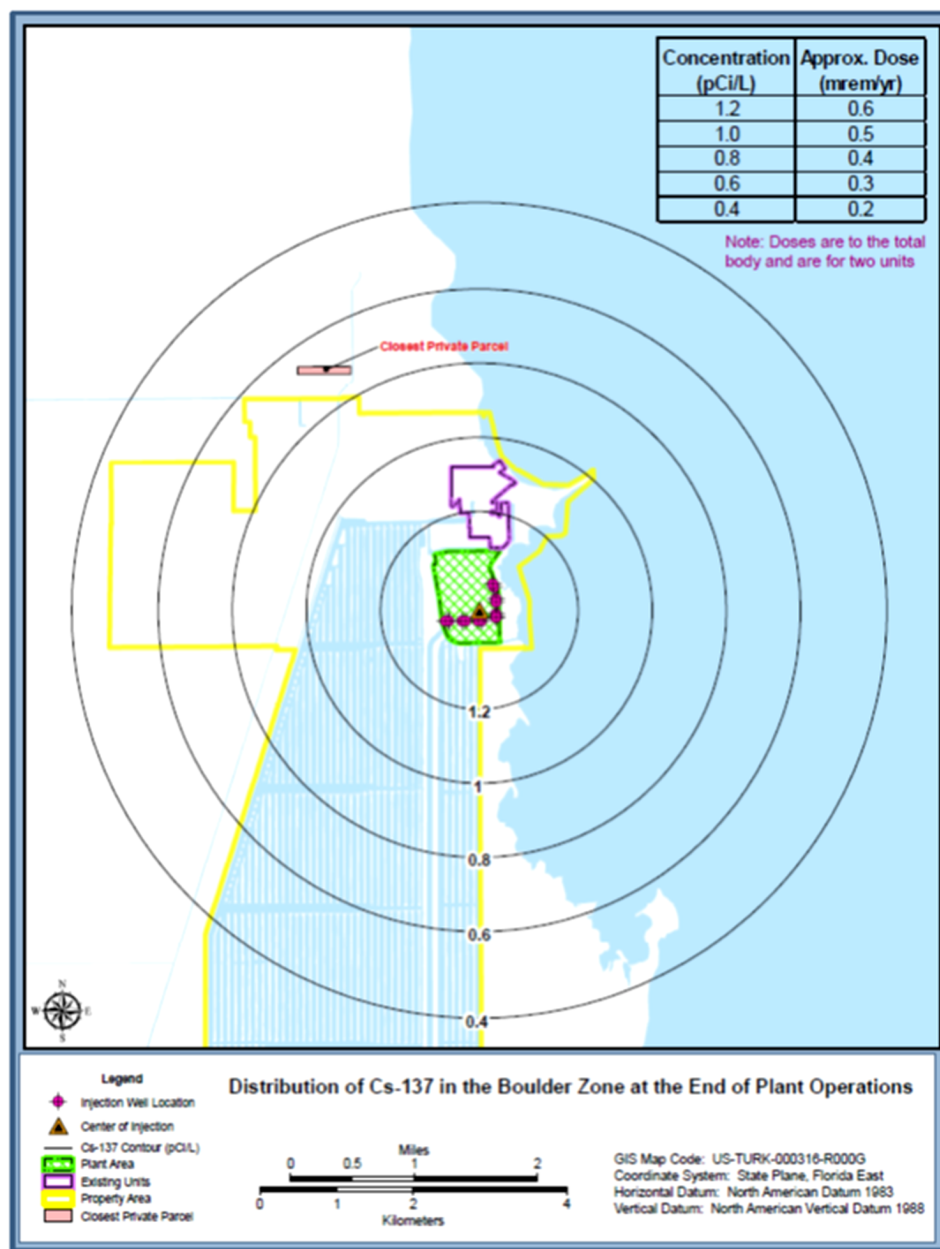 Concentration (pCi/L) Approx. Dose (mrem/yr)
1.2 0.6
1.0 0.5
0.8 0.4
0.6 0.3
0.4 0.2
Note: Doses are to the total
body and are for two units
Closest Private Parcel
1.2
1
0.8
0.6
0.4
N
W E
S
Legend
Injection Well Location
Center of Injection
Cs-137 Contour (pCi/L)
Plant Area
Existing Units
Property Area
Closest Private Parcel
Distribution of Cs-137 in the Boulder Zone at the End of Plant Operations
Miles
0 0.5 1 2
0 1 2 4
Kilometers
GIS Map Code: US-TURK-000316-R000G
Coordinate System: State Plane, Florida East
Horizontal Datum: North American Datum 1983
Vertical Datum: North American Vertical Datum 1988